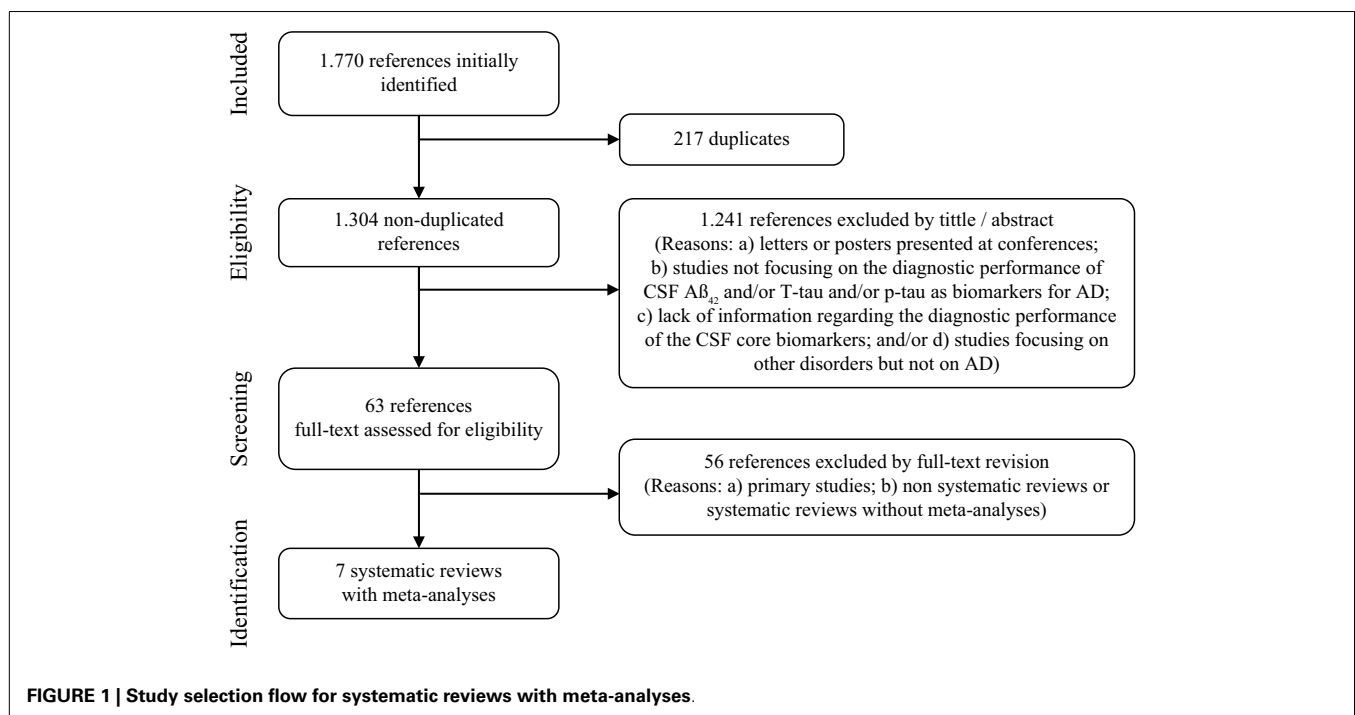 Included
1.770 references initially
identified
217 duplicates
Eligibility
1.304 non-duplicated
references
1.241 references excluded by tittle / abstract
(Reasons: a) letters or posters presented at conferences;
b) studies not focusing on the diagnostic performance of
CSF Aß₄₂ and/or T-tau and/or p-tau as biomarkers for AD;
c) lack of information regarding the diagnostic performance
of the CSF core biomarkers; and/or d) studies focusing on
other disorders but not on AD)
Screening
63 references
full-text assessed for eligibility
56 references excluded by full-text revision
(Reasons: a) primary studies; b) non systematic reviews or
systematic reviews without meta-analyses)
Identification
7 systematic reviews
with meta-analyses
FIGURE 1 | Study selection flow for systematic reviews with meta-analyses.